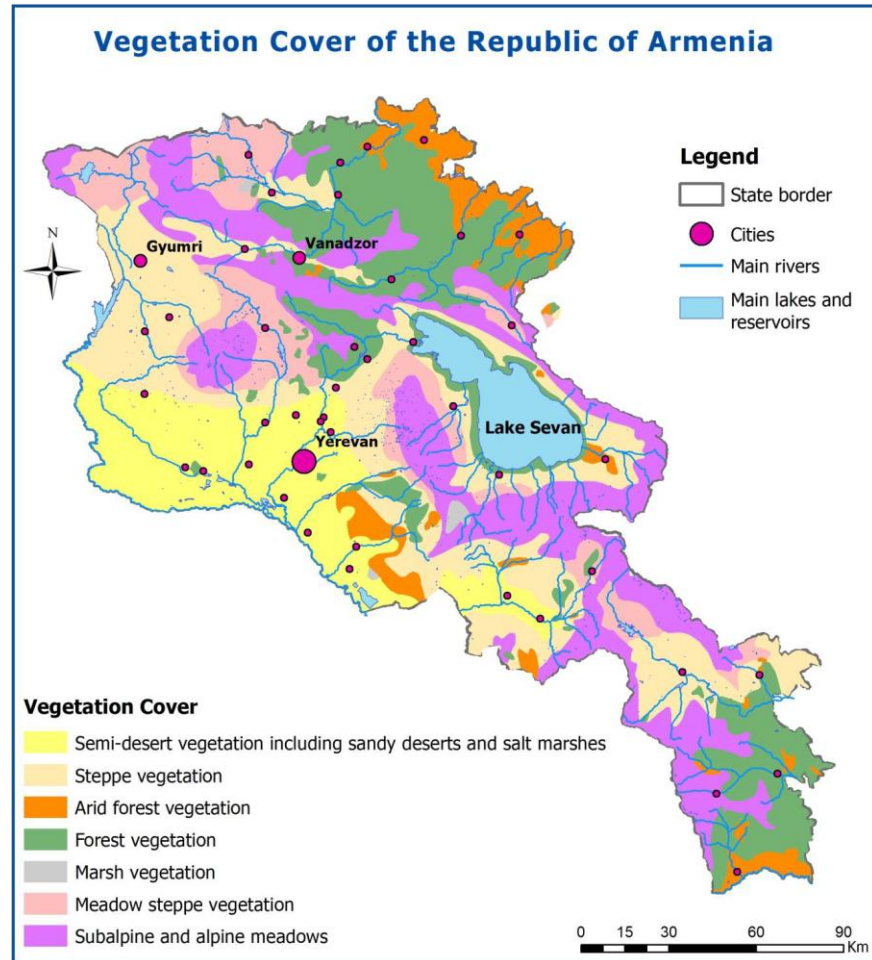 Vegetation Cover of the Republic of Armenia
Legend
State border
Cities
Main rivers
Main lakes and
reservoirs
N
Gyumri
Vanadzor
Lake Sevan
Yerevan
Vegetation Cover
Semi-desert vegetation including sandy deserts and salt marshes
Steppe vegetation
Arid forest vegetation
Forest vegetation
Marsh vegetation
Meadow steppe vegetation
Subalpine and alpine meadows
0 15 30 60 90
Km